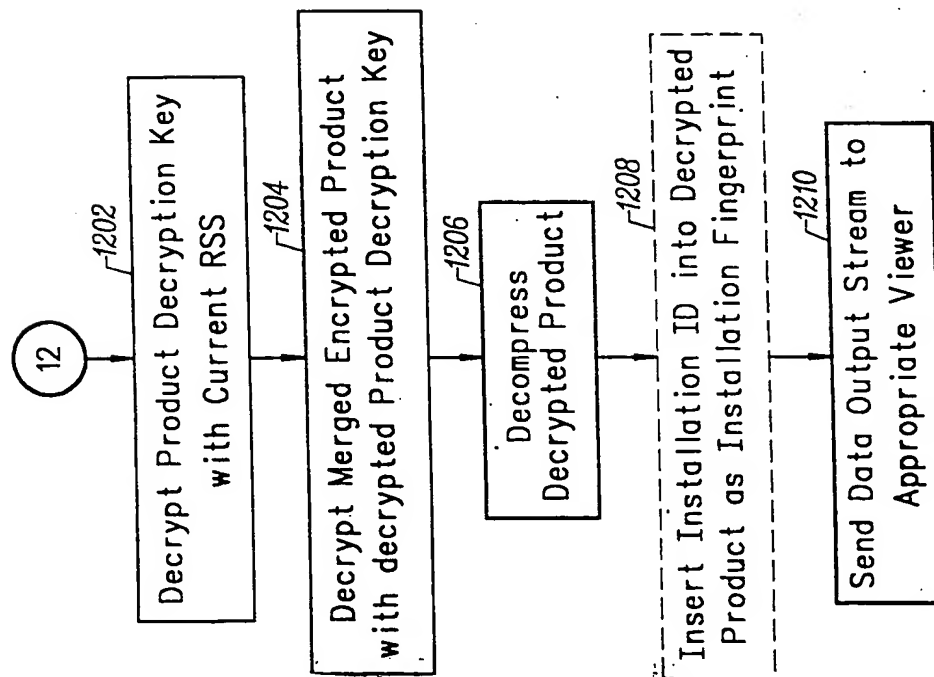 12
1202
Decrypt Product Decryption Key
with Current RSS
1204
Decrypt Merged Encrypted Product
with decrypted Product Decryption Key
1206
Decompress
Decrypted Product
1208
Insert Installation ID into Decrypted
Product as Installation Fingerprint
1210
Send Data Output Stream to
Appropriate Viewer